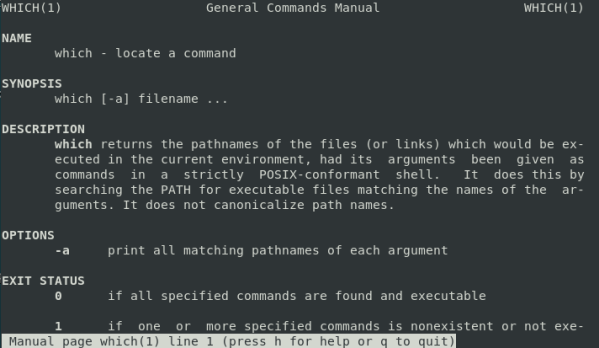 WHICH(1) General Commands Manual WHICH(1)
NAME
which - locate a command
SYNOPSIS
which [-a] filename ...
DESCRIPTION
which returns the pathnames of the files (or links) which would be ex-
ecuted in the current environment, had its arguments been given as
commands in a strictly POSIX-conformant shell. It does this by
searching the PATH for executable files matching the names of the ar-
guments. It does not canonicalize path names.
OPTIONS
-a print all matching pathnames of each argument
EXIT STATUS
0 if all specified commands are found and executable
1 if one or more specified commands is nonexistent or not exe-
Manual page which(1) line 1 (press h for help or q to quit)